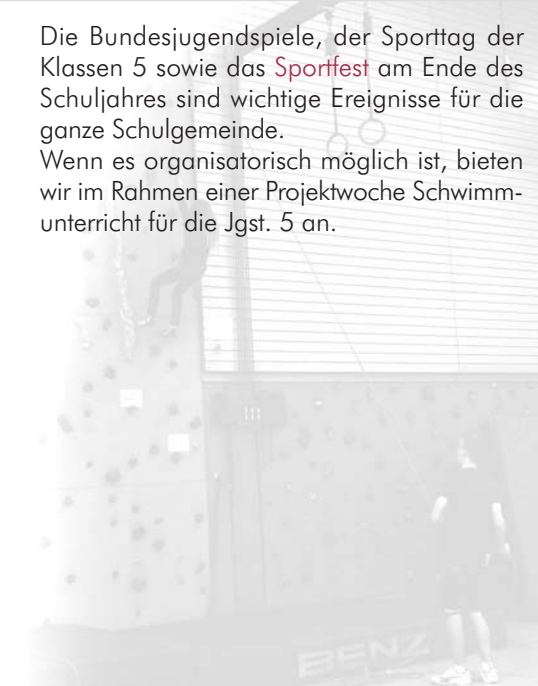 Die Bundesjugendspiele, der Sporttag der
Klassen 5 sowie das Sportfest am Ende des
Schuljahres sind wichtige Ereignisse für die
ganze Schulgemeinde.
Wenn es organisatorisch möglich ist, bieten
wir im Rahmen einer Projektwoche Schwimm-
unterricht für die Jgst. 5 an.
BENZ